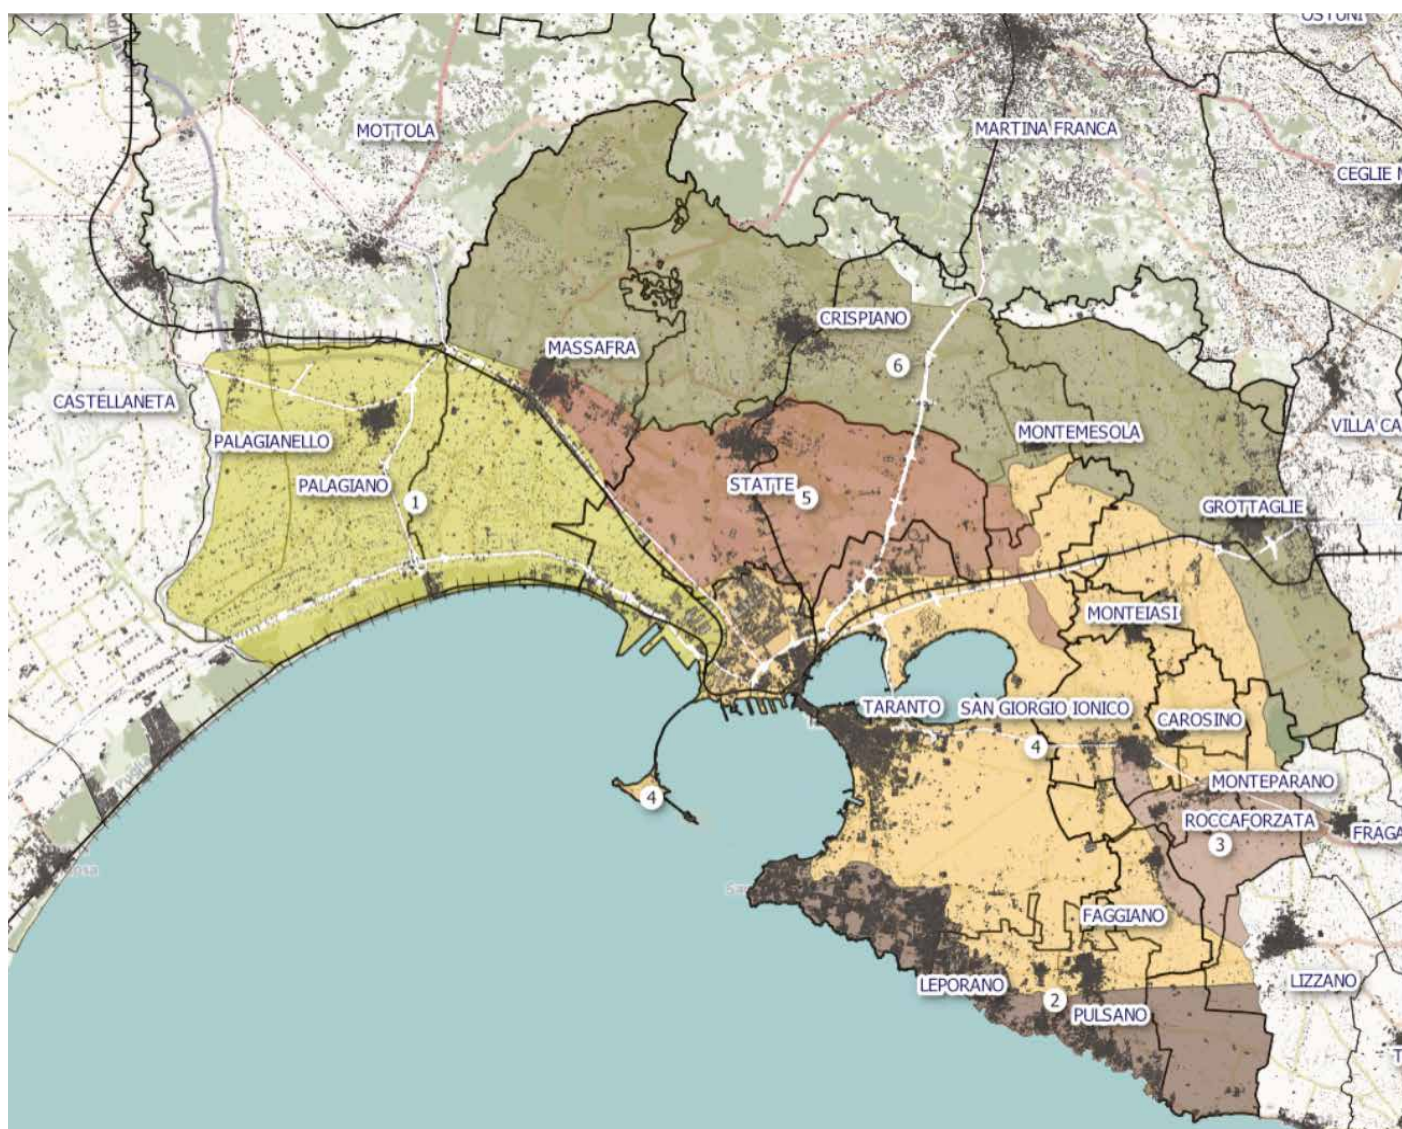 OSTUNI
MOTTOLA
MARTINA FRANCA
CEGLIE M
CRISPIANO
MASSAFRA
6
CASTELLANETA
PALAGIANELLO
MONTEMESOLA
VILLA CA
PALAGIANO
1
STATTE
5
GROTTAGLIE
MONTEIASI
TARANTO
SAN GIORGIO IONICO
CAROSINO
4
MONTEPARANO
4
ROCCAFORZATA
3
FRAGA
FAGGIANO
LEPORANO
2
PULSANO
LIZZANO